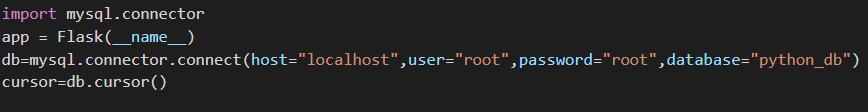 import mysql.connector
app = Flask(__name__)
db=mysql.connector.connect(host="localhost",user="root",password="root",database="python_db")
cursor=db.cursor()